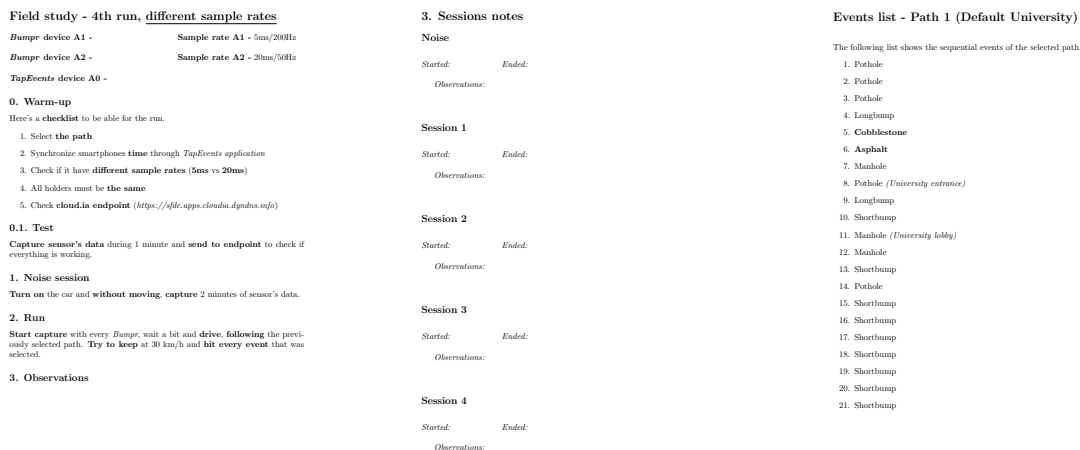 Field study - 4th run, different sample rates
Bumpr device A1 - Sample rate A1 - 5ms/200Hz
Bumpr device A2 - Sample rate A2 - 20ms/50Hz
TapEvents device A0 -
0. Warm-up
Here's a checklist to be able for the run.
1. Select the path
2. Synchronize smartphones time through TapEvents application
3. Check if it have different sample rates (5ms vs 20ms)
4. All holders must be the same
5. Check cloud.ia endpoint (https://sfde.apps.cloudia.dyndns.info)
0.1. Test
Capture sensor's data during 1 minute and send to endpoint to check if
everything is working.
1. Noise session
Turn on the car and without moving, capture 2 minutes of sensor's data.
2. Run
Start capture with every Bumpr, wait a bit and drive, following the previ-
ously selected path. Try to keep at 30 km/h and hit every event that was
selected.
3. Observations
3. Sessions notes
Noise
Started: Ended:
Observations:
Session 1
Started: Ended:
Observations:
Session 2
Started: Ended:
Observations:
Session 3
Started: Ended:
Observations:
Session 4
Started: Ended:
Observations:
Events list - Path 1 (Default University)
The following list shows the sequential events of the selected path.
1. Pothole
2. Pothole
3. Pothole
4. Longbump
5. Cobblestone
6. Asphalt
7. Manhole
8. Pothole (University entrance)
9. Longbump
10. Shortbump
11. Manhole (University lobby)
12. Manhole
13. Shortbump
14. Pothole
15. Shortbump
16. Shortbump
17. Shortbump
18. Shortbump
19. Shortbump
20. Shortbump
21. Shortbump